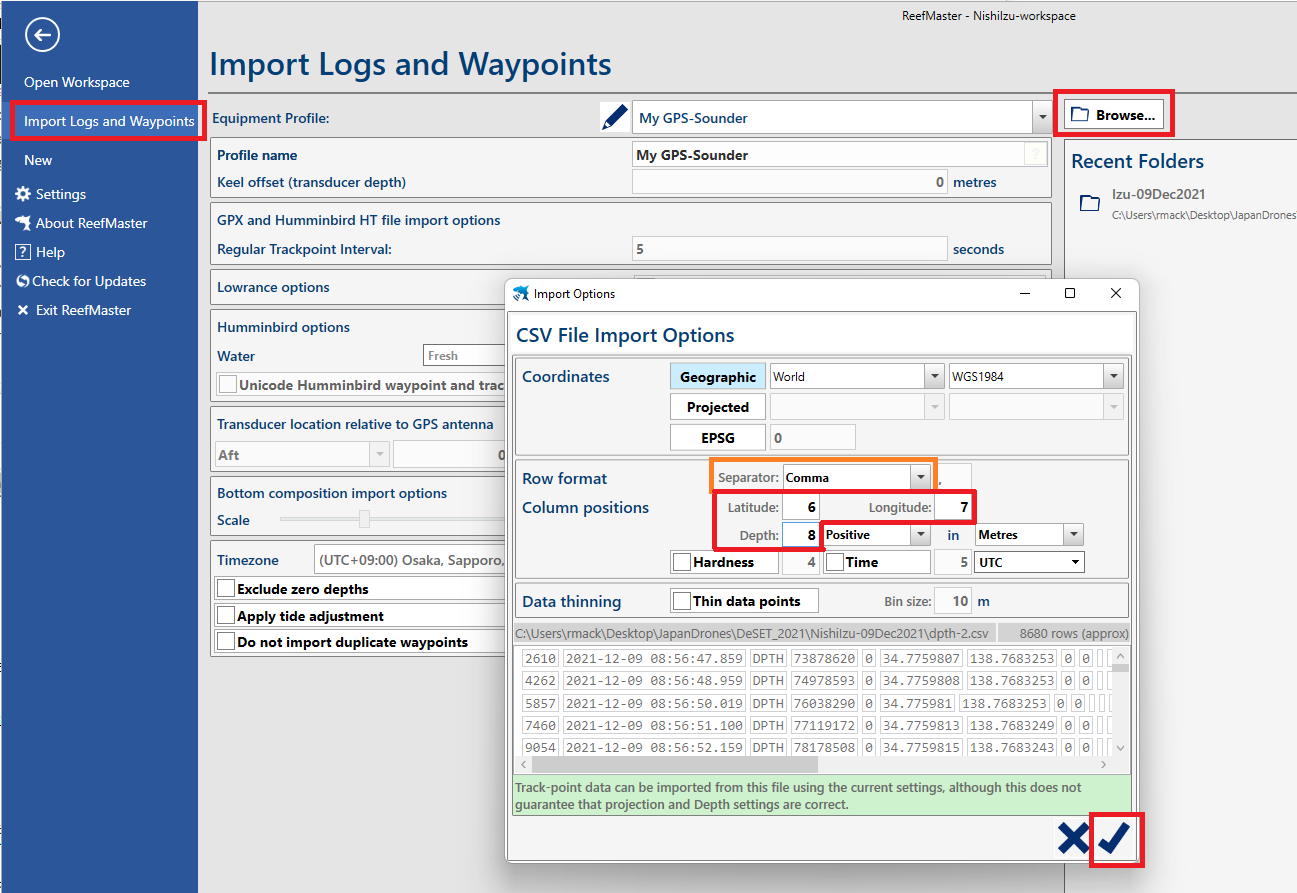 ReefMaster - NishiIzu-workspace
Import Logs and Waypoints
Open Workspace
Import Logs and Waypoints
New
Settings
About ReefMaster
? Help
Check for Updates
Exit ReefMaster
Equipment Profile:
My GPS-Sounder
Browse...
Profile name
My GPS-Sounder
?
Keel offset (transducer depth)
0 metres
GPX and Humminbird HT file import options
Regular Trackpoint Interval:
5 seconds
Lowrance options
Humminbird options
Water
Fresh
Unicode Humminbird waypoint and trac
Transducer location relative to GPS antenna
Aft
0
Bottom composition import options
Scale
Timezone
(UTC+09:00) Osaka, Sapporo,
Exclude zero depths
Apply tide adjustment
Do not import duplicate waypoints
Recent Folders
Izu-09Dec2021
C:\Users\rmack\Desktop\JapanDrones\
Import Options
CSV File Import Options
Coordinates
Geographic World WGS1984
Projected
EPSG 0
Row format Separator: Comma ,
Column positions Latitude: 6 Longitude: 7
Depth: 8 Positive in Metres
Hardness 4 Time 5 UTC
Data thinning Thin data points Bin size: 10 m
C:\Users\rmack\Desktop\JapanDrones\DeSET_2021\NishiIzu-09Dec2021\dpth-2.csv 8680 rows (approx)
2610 2021-12-09 08:56:47.859 DPTH 73878620 0 34.7759807 138.7683253 0 0
4262 2021-12-09 08:56:48.959 DPTH 74978593 0 34.7759808 138.7683253 0 0
5857 2021-12-09 08:56:50.019 DPTH 76038290 0 34.775981 138.7683253 0 0
7460 2021-12-09 08:56:51.100 DPTH 77119172 0 34.7759813 138.7683249 0 0
9054 2021-12-09 08:56:52.159 DPTH 78178508 0 34.7759815 138.7683243 0 0
Track-point data can be imported from this file using the current settings, although this does not
guarantee that projection and Depth settings are correct.